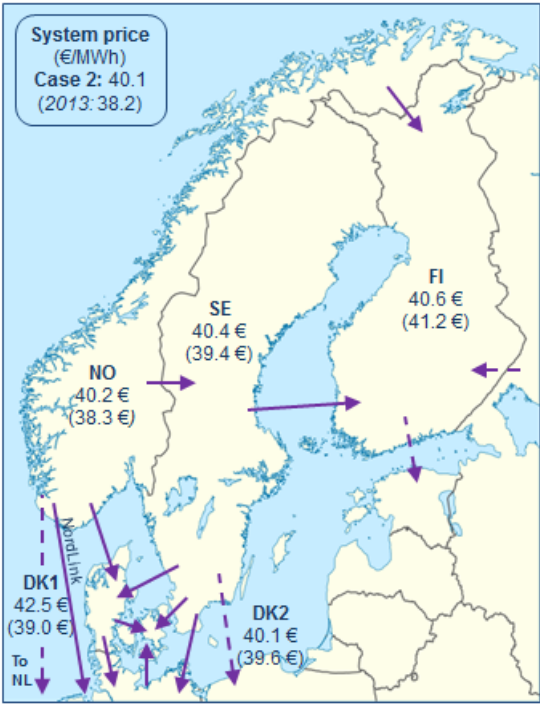 System price
(€/MWh)
Case 2: 40.1
(2013: 38.2)
FI
40.6 €
(41.2 €)
SE
40.4 €
(39.4 €)
NO
40.2 €
(38.3 €)
NordLink
DK1
42.5 €
(39.0 €)
DK2
40.1 €
(39.6 €)
To
NL